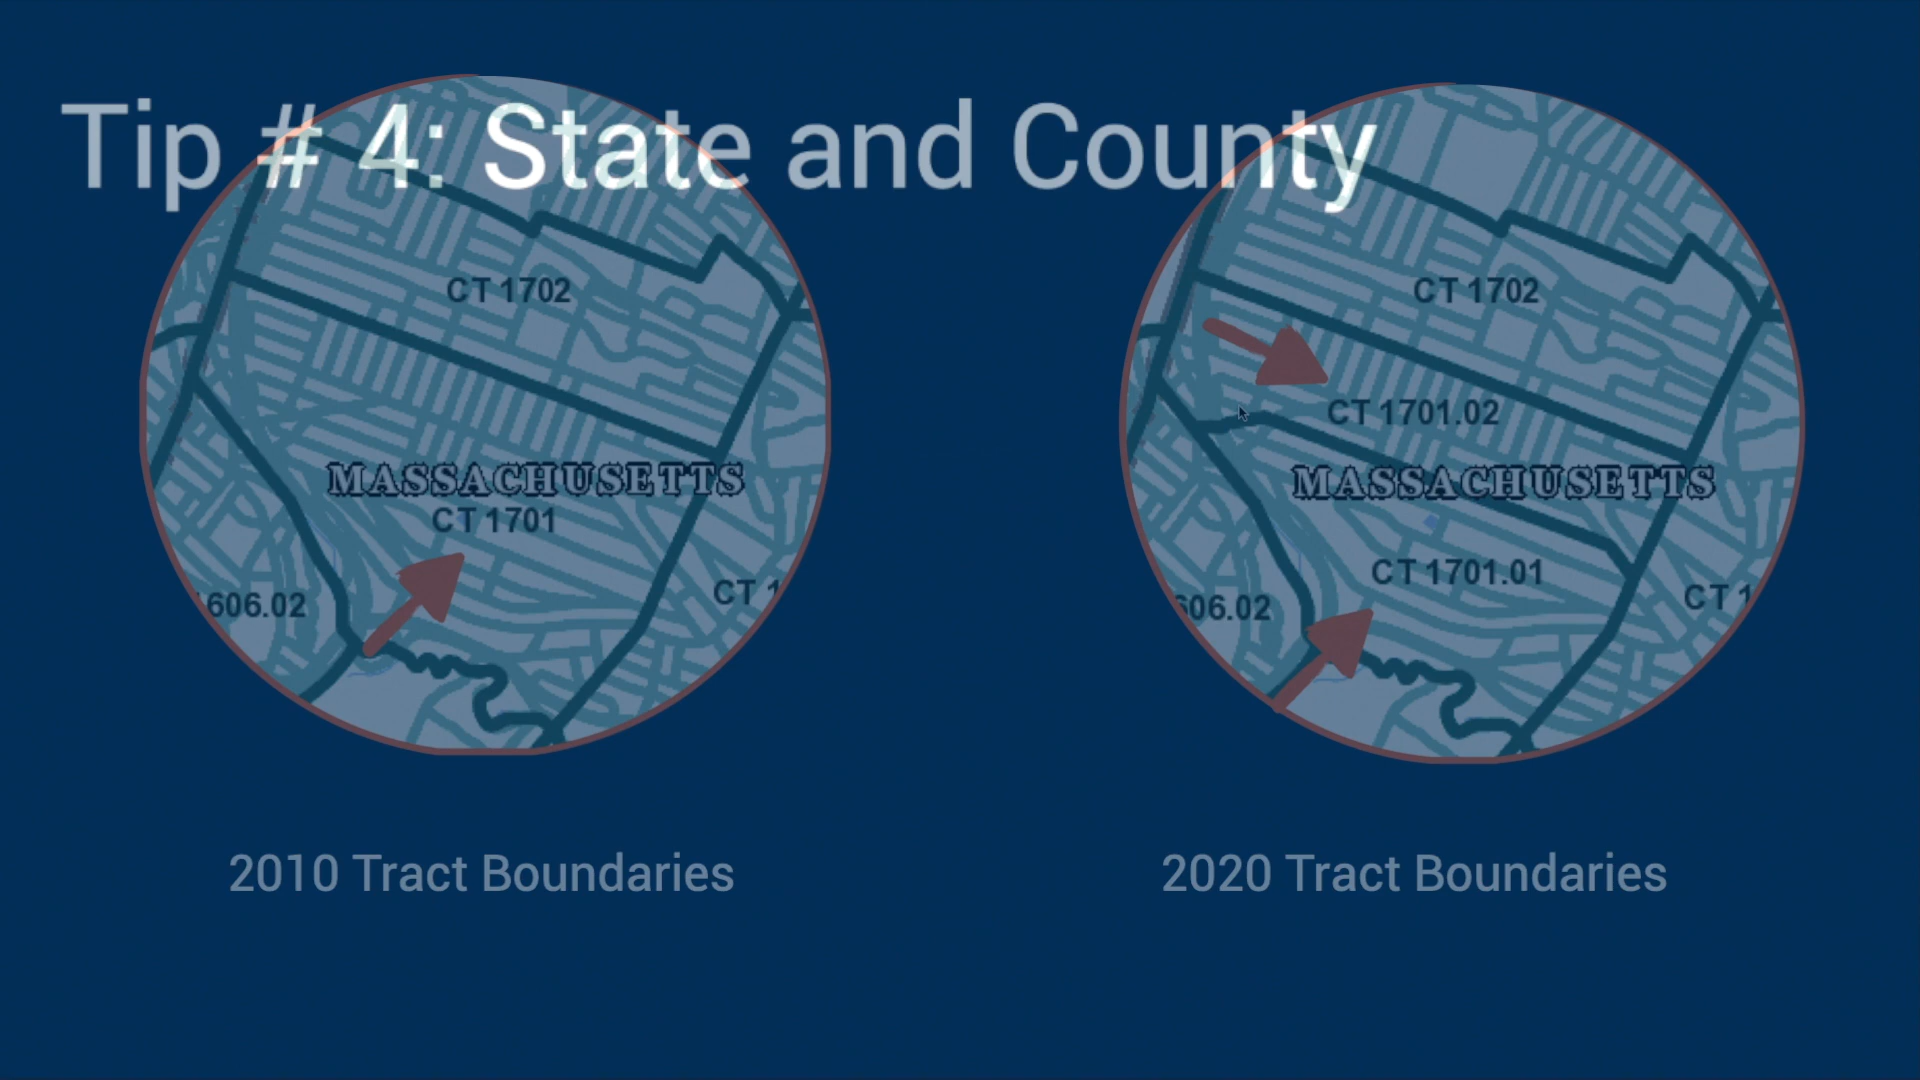 Tip # 4: State and County
CT 1702
MASSACHUSETTS
CT 1701
606.02
CT 1
2010 Tract Boundaries
CT 1702
CT 1701.02
MASSACHUSETTS
CT 1701.01
606.02
CT 1
2020 Tract Boundaries